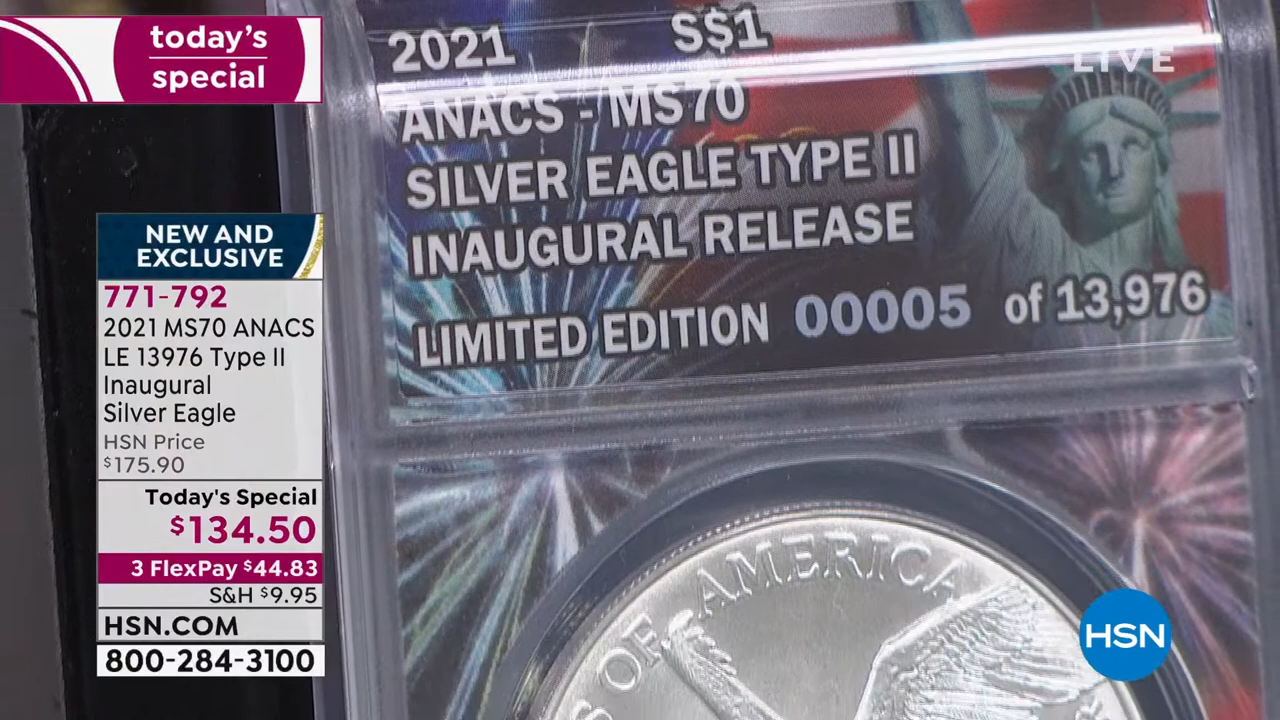 today's
special
NEW AND
EXCLUSIVE
771-792
2021 MS70 ANACS
LE 13976 Type II
Inaugural
Silver Eagle
HSN Price
$175.90
Today's Special
$134.50
3 FlexPay $44.83
S&H $9.95
HSN.COM
800-284-3100
LIVE
2021 S$1
ANACS - MS70
SILVER EAGLE TYPE II
INAUGURAL RELEASE
LIMITED EDITION 00005 of 13,976
S OF AMERICA
HSN